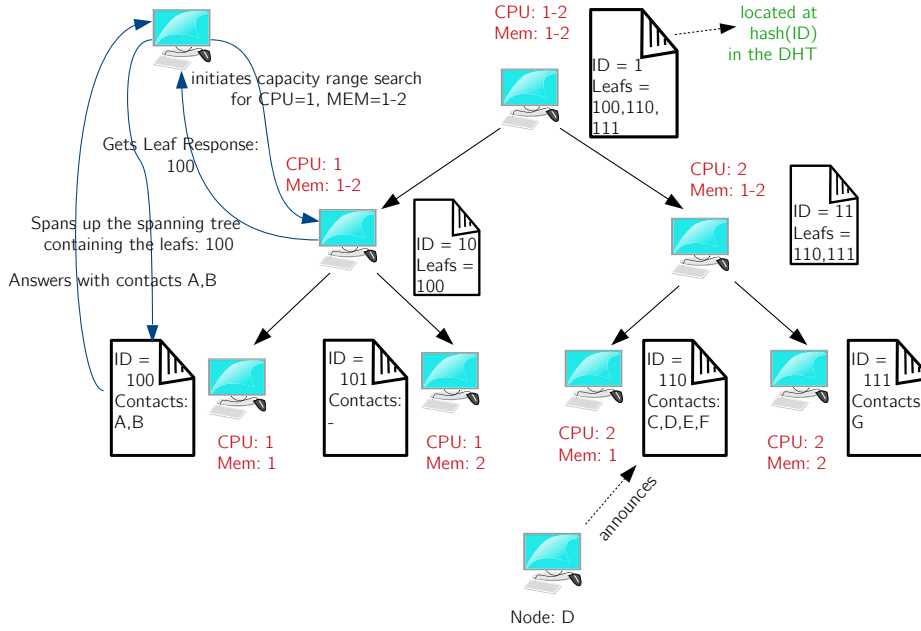 CPU: 1-2
Mem: 1-2
located at
hash(ID)
in the DHT
ID = 1
Leafs =
100,110,
111
initiates capacity range search
for CPU=1, MEM=1-2
Gets Leaf Response:
100
CPU: 1
Mem: 1-2
CPU: 2
Mem: 1-2
Spans up the spanning tree
containing the leafs: 100
Answers with contacts A,B
ID = 10
Leafs =
100
ID = 11
Leafs =
110,111
ID =
100
Contacts:
A,B
CPU: 1
Mem: 1
ID =
101
Contacts:
-
CPU: 1
Mem: 2
CPU: 2
Mem: 1
ID =
110
Contacts:
C,D,E,F
CPU: 2
Mem: 2
ID =
111
Contacts:
G
announces
Node: D